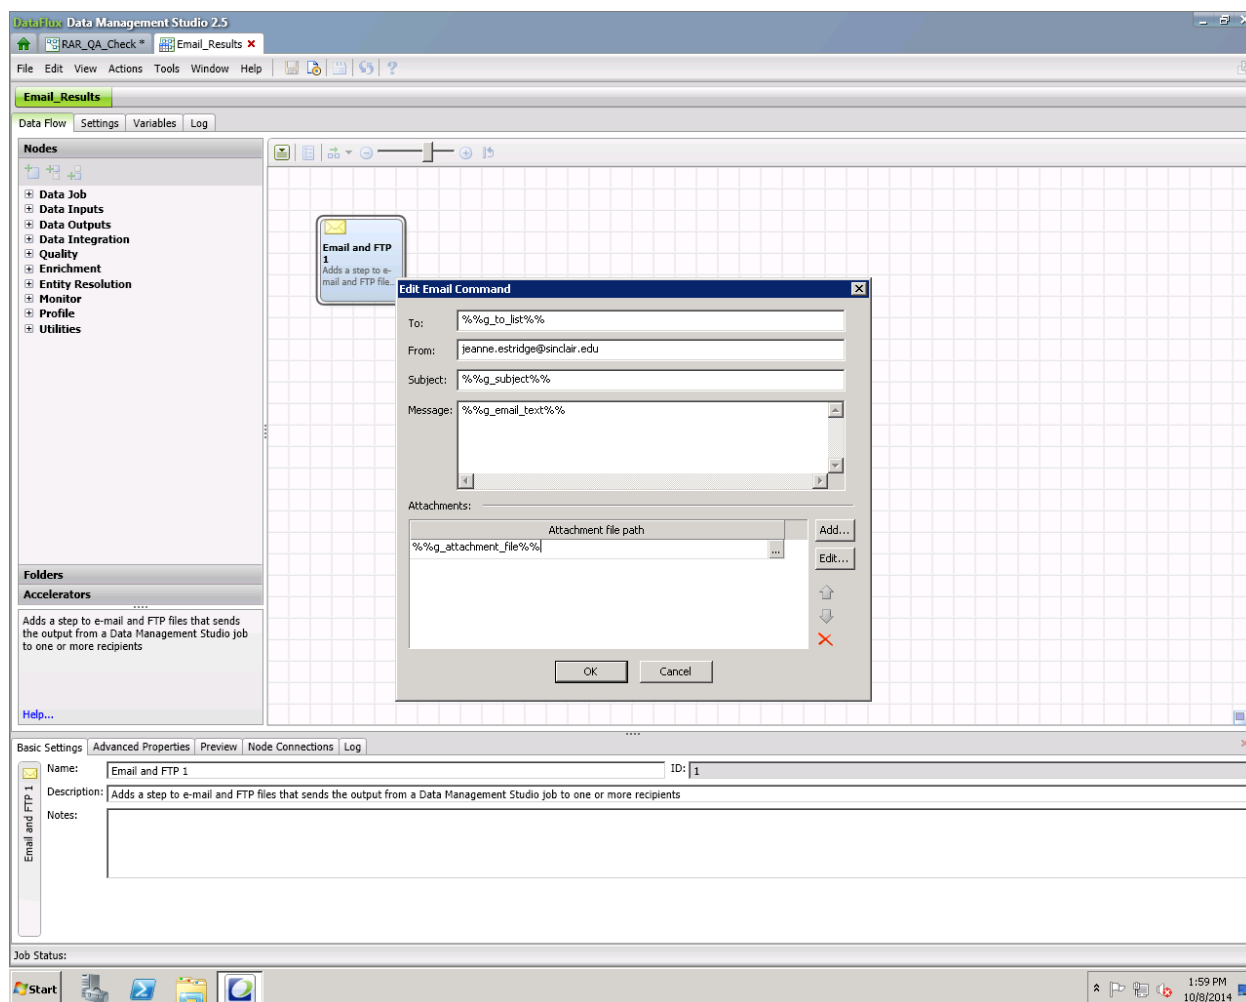 DataFlux Data Management Studio 2.5
RAR_QA_Check * Email_Results
File Edit View Actions Tools Window Help
Email_Results
Data Flow Settings Variables Log
Nodes
Data Job
Data Inputs
Data Outputs
Data Integration
Quality
Enrichment
Entity Resolution
Monitor
Profile
Utilities
Folders
Accelerators
Adds a step to e-mail and FTP files that sends
the output from a Data Management Studio job
to one or more recipients
Help...
Email and FTP
1
Adds a step to e-
mail and FTP file...
Edit Email Command
To: %%g_to_list%%
From: jeanne.estridge@sinclair.edu
Subject: %%g_subject%%
Message: %%g_email_text%%
Attachments:
Attachment file path
%%g_attachment_file%% ...
Add...
Edit...
OK Cancel
Basic Settings Advanced Properties Preview Node Connections Log
Name: Email and FTP 1 ID: 1
Description: Adds a step to e-mail and FTP files that sends the output from a Data Management Studio job to one or more recipients
Notes:
Email and FTP 1
Job Status:
Start
1:59 PM
10/8/2014